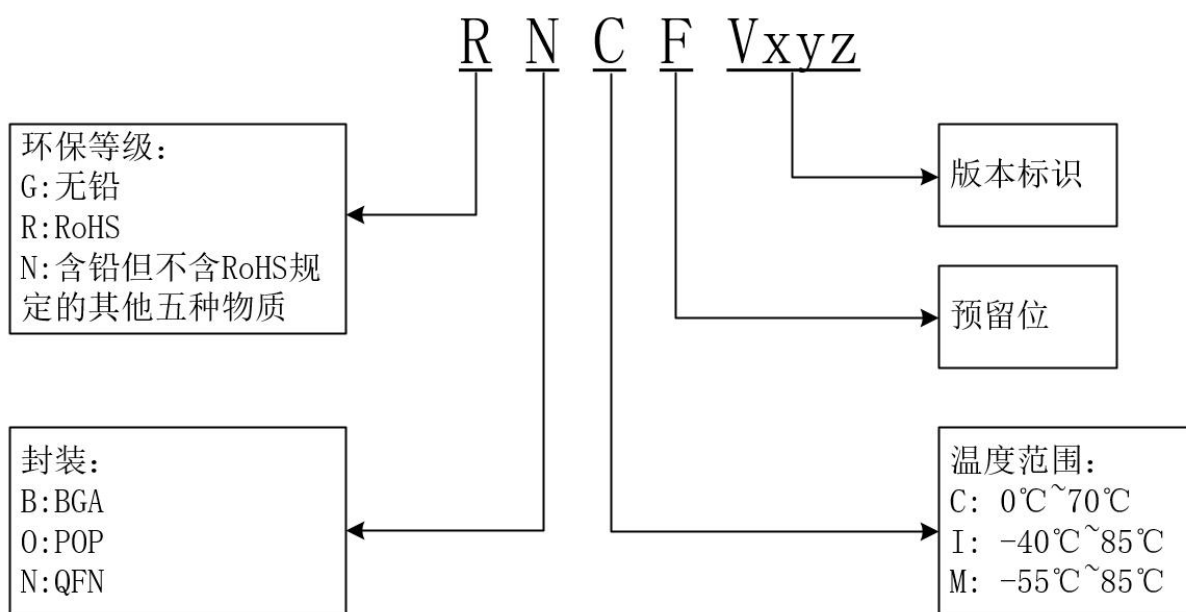 R N C F Vxyz
环保等级：
G:无铅
R:RoHS
N:含铅但不含RoHS规
定的其他五种物质
版本标识
预留位
封装：
B:BGA
O:POP
N:QFN
温度范围：
C: 0℃~70℃
I: -40℃~85℃
M: -55℃~85℃